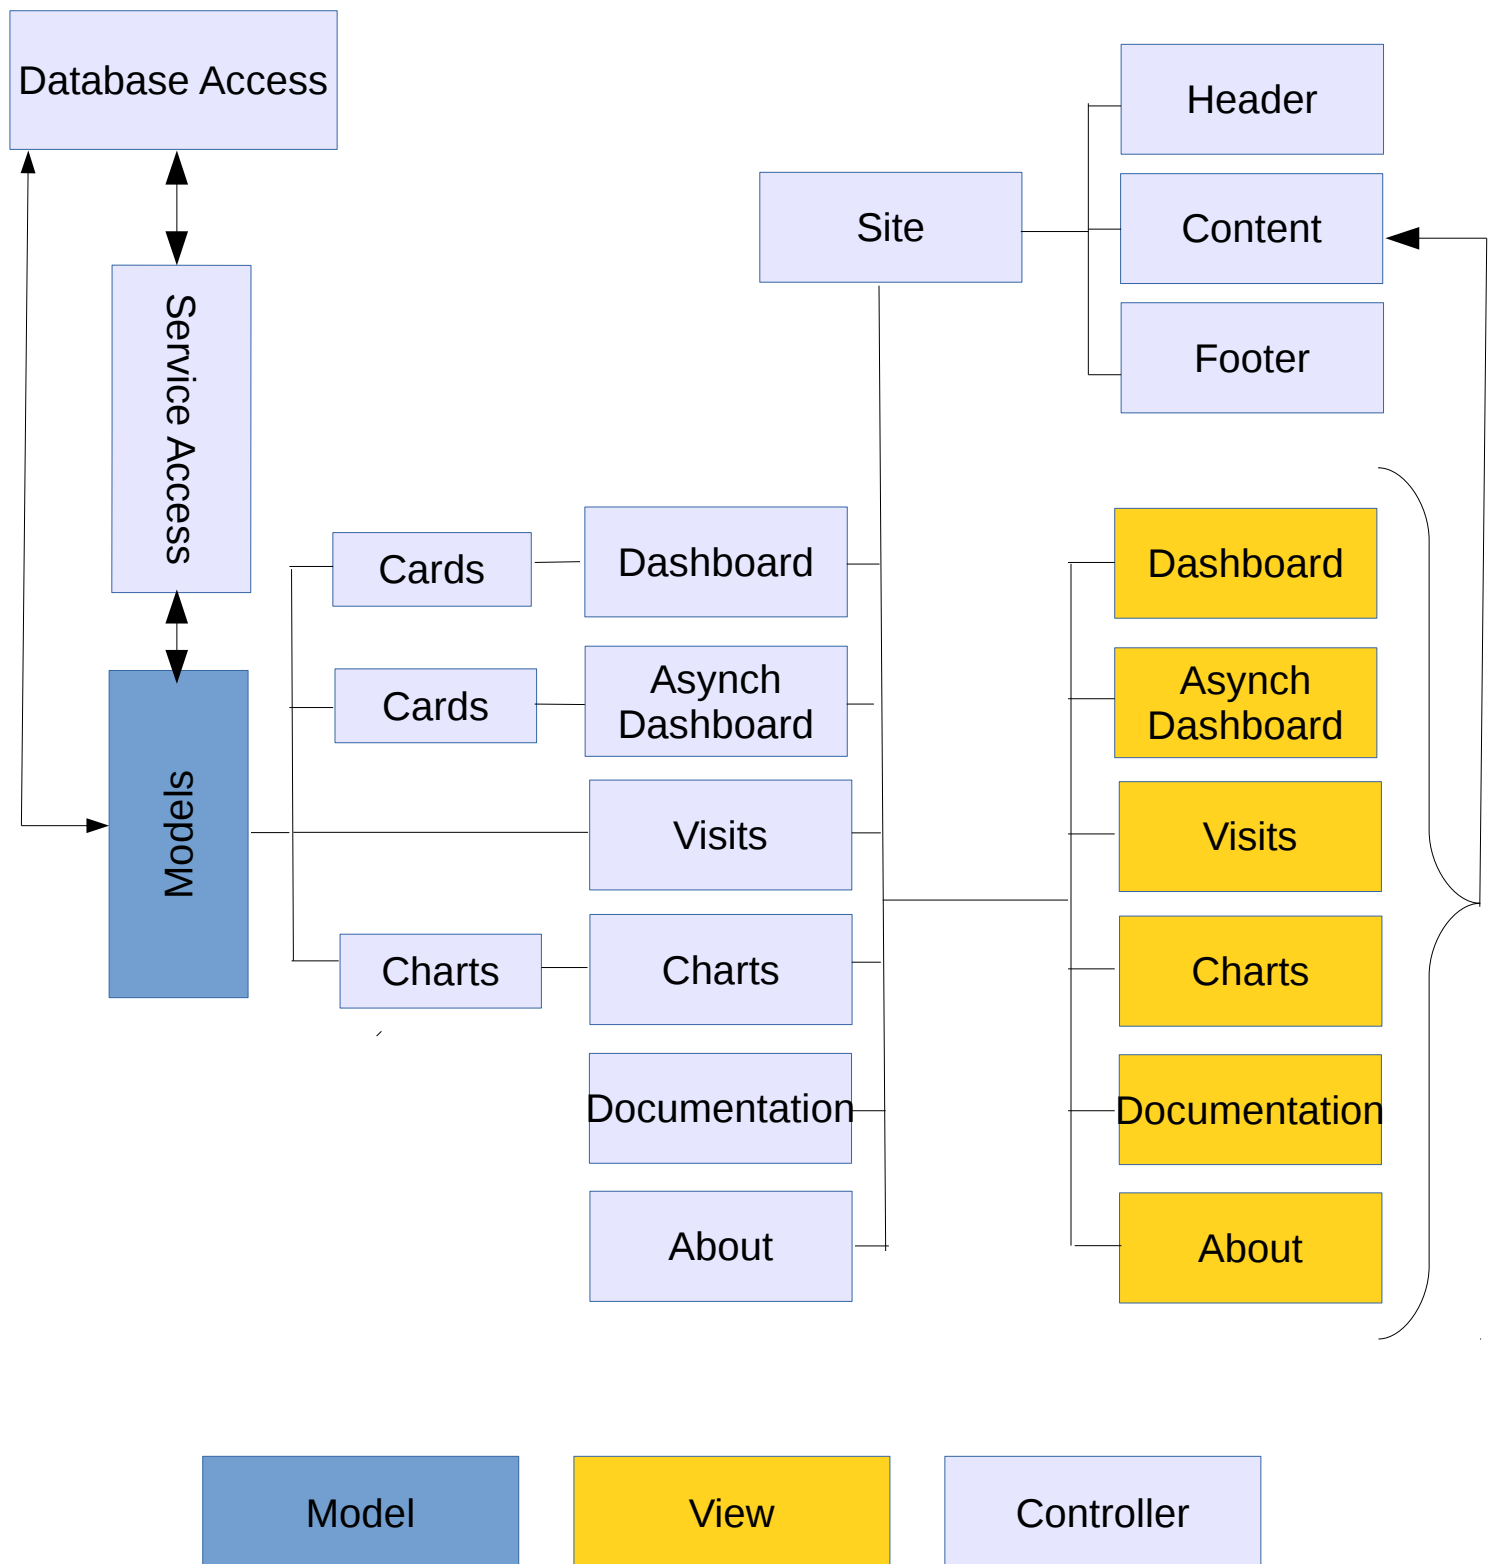 Database Access
Header
Site
Content
Footer
Service Access
Cards
Dashboard
Dashboard
Cards
Asynch
Dashboard
Asynch
Dashboard
Models
Visits
Visits
Charts
Charts
Charts
Documentation
Documentation
About
About
Model
View
Controller